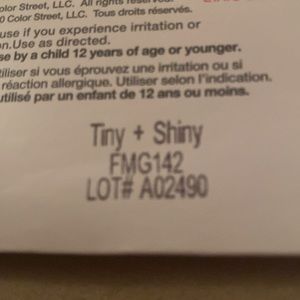 olor Street, LLC. All rights reserved.
0 Color Street, LLC. Tous droits réservés.
use if you experience irritation or
on.Use as directed.
se by a child 12 years of age or younger.
tiliser si vous éprouvez une irritation ou si
réaction allergique. Utiliser selon l'indication.
utilisé par un enfant de 12 ans ou moins.
Tiny + Shiny
FMG142
LOT# A02490